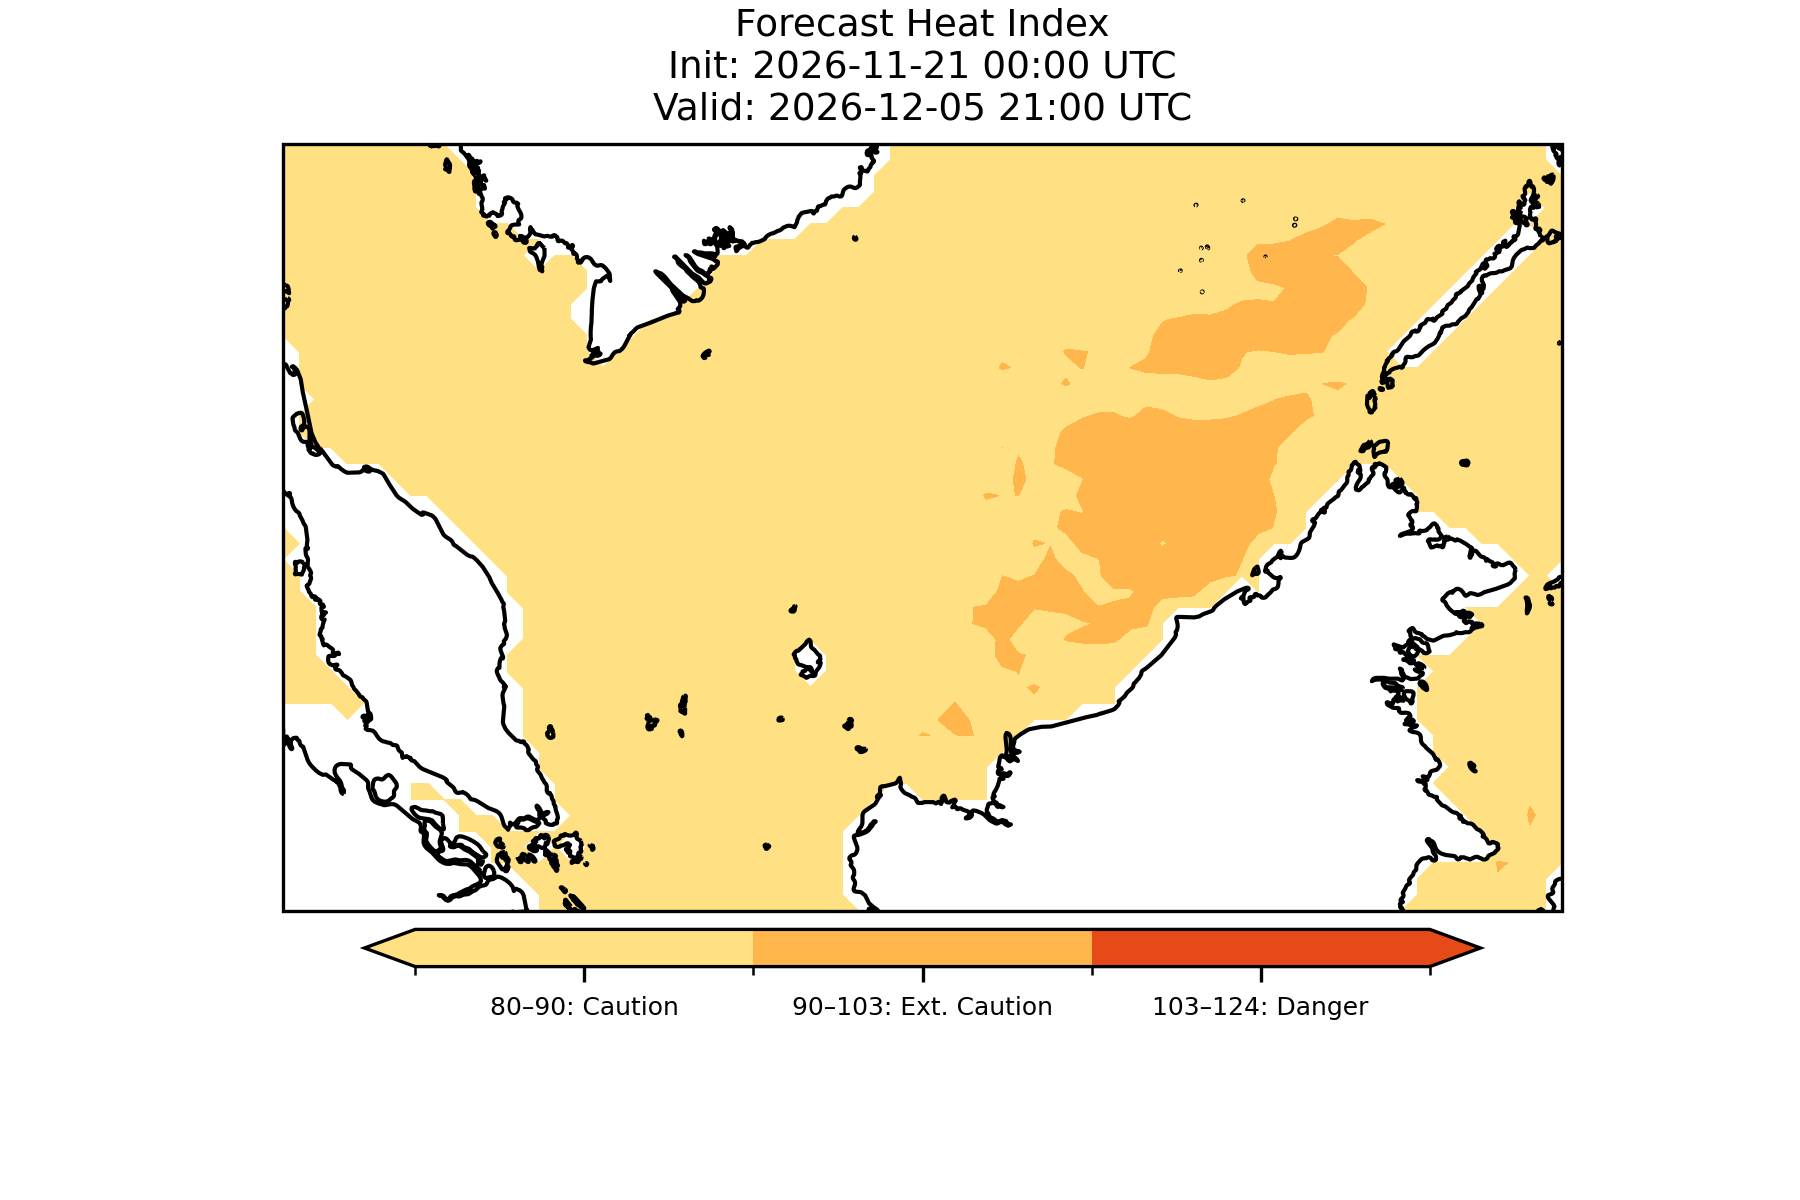 Forecast Heat Index
Init: 2026-11-21 00:00 UTC
Valid: 2026-12-05 21:00 UTC
80–90: Caution
90–103: Ext. Caution
103–124: Danger